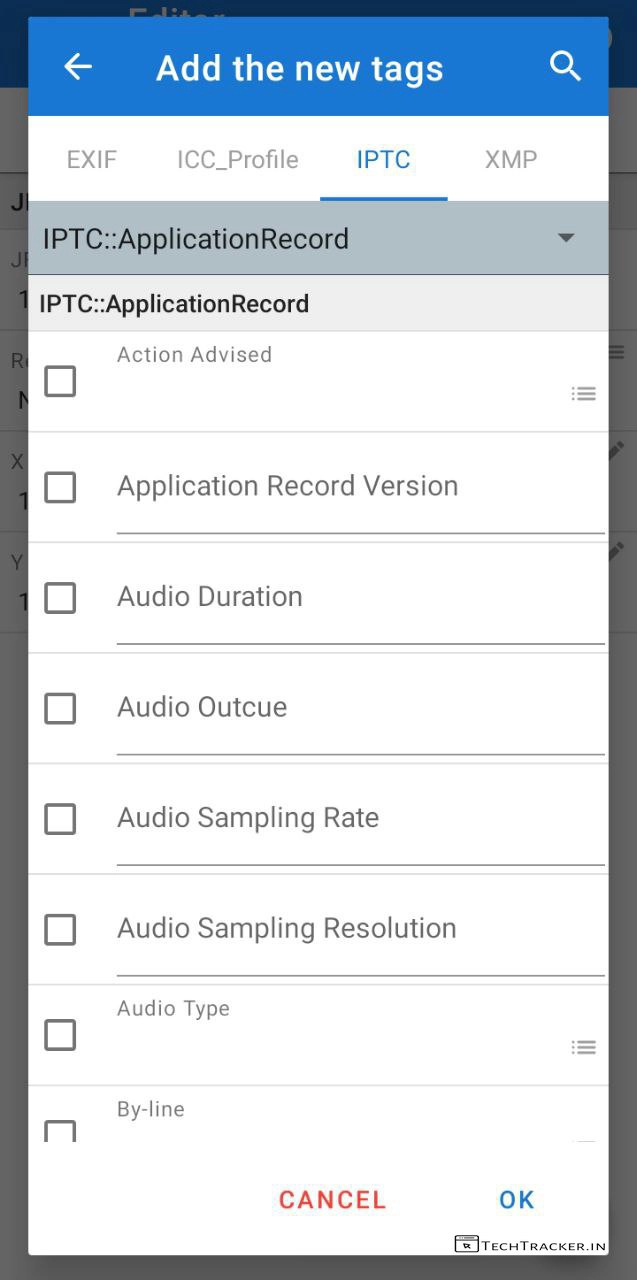 Editor
Add the new tags
EXIF ICC_Profile IPTC XMP
IPTC::ApplicationRecord
IPTC::ApplicationRecord
Action Advised
Application Record Version
Audio Duration
Audio Outcue
Audio Sampling Rate
Audio Sampling Resolution
Audio Type
By-line
CANCEL OK
TECHTRACKER.IN